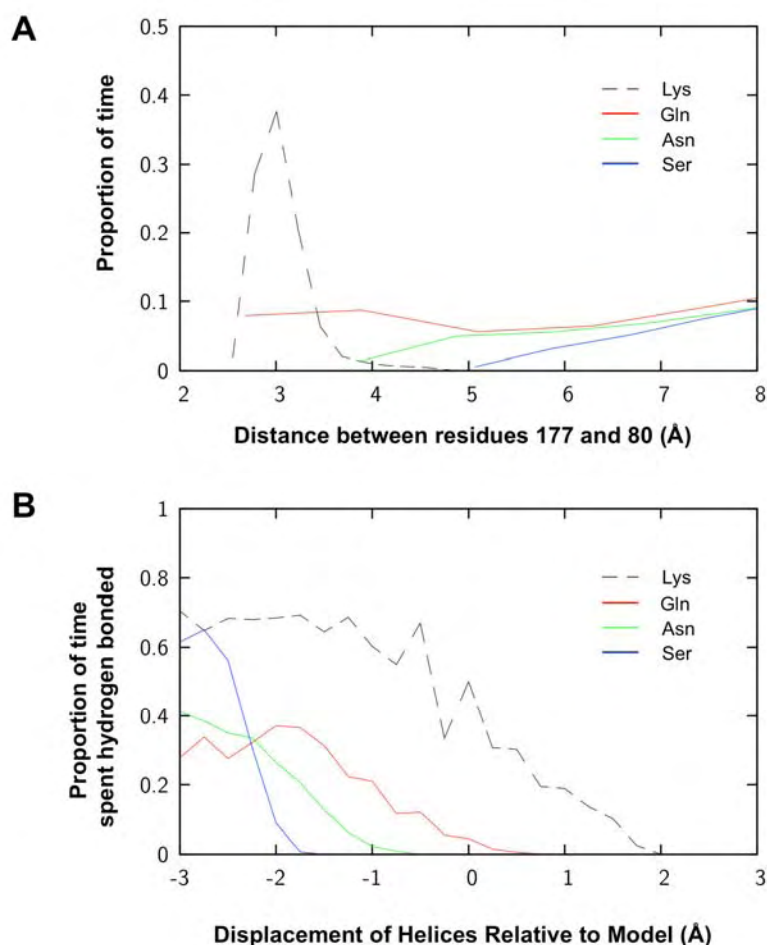 A
Proportion of time
0.5
0.4
0.3
0.2
0.1
0
2 3 4 5 6 7 8
Lys
Gln
Asn
Ser
Distance between residues 177 and 80 (Å)
B
Proportion of time
spent hydrogen bonded
1
0.8
0.6
0.4
0.2
0
-3 -2 -1 0 1 2 3
Lys
Gln
Asn
Ser
Displacement of Helices Relative to Model (Å)